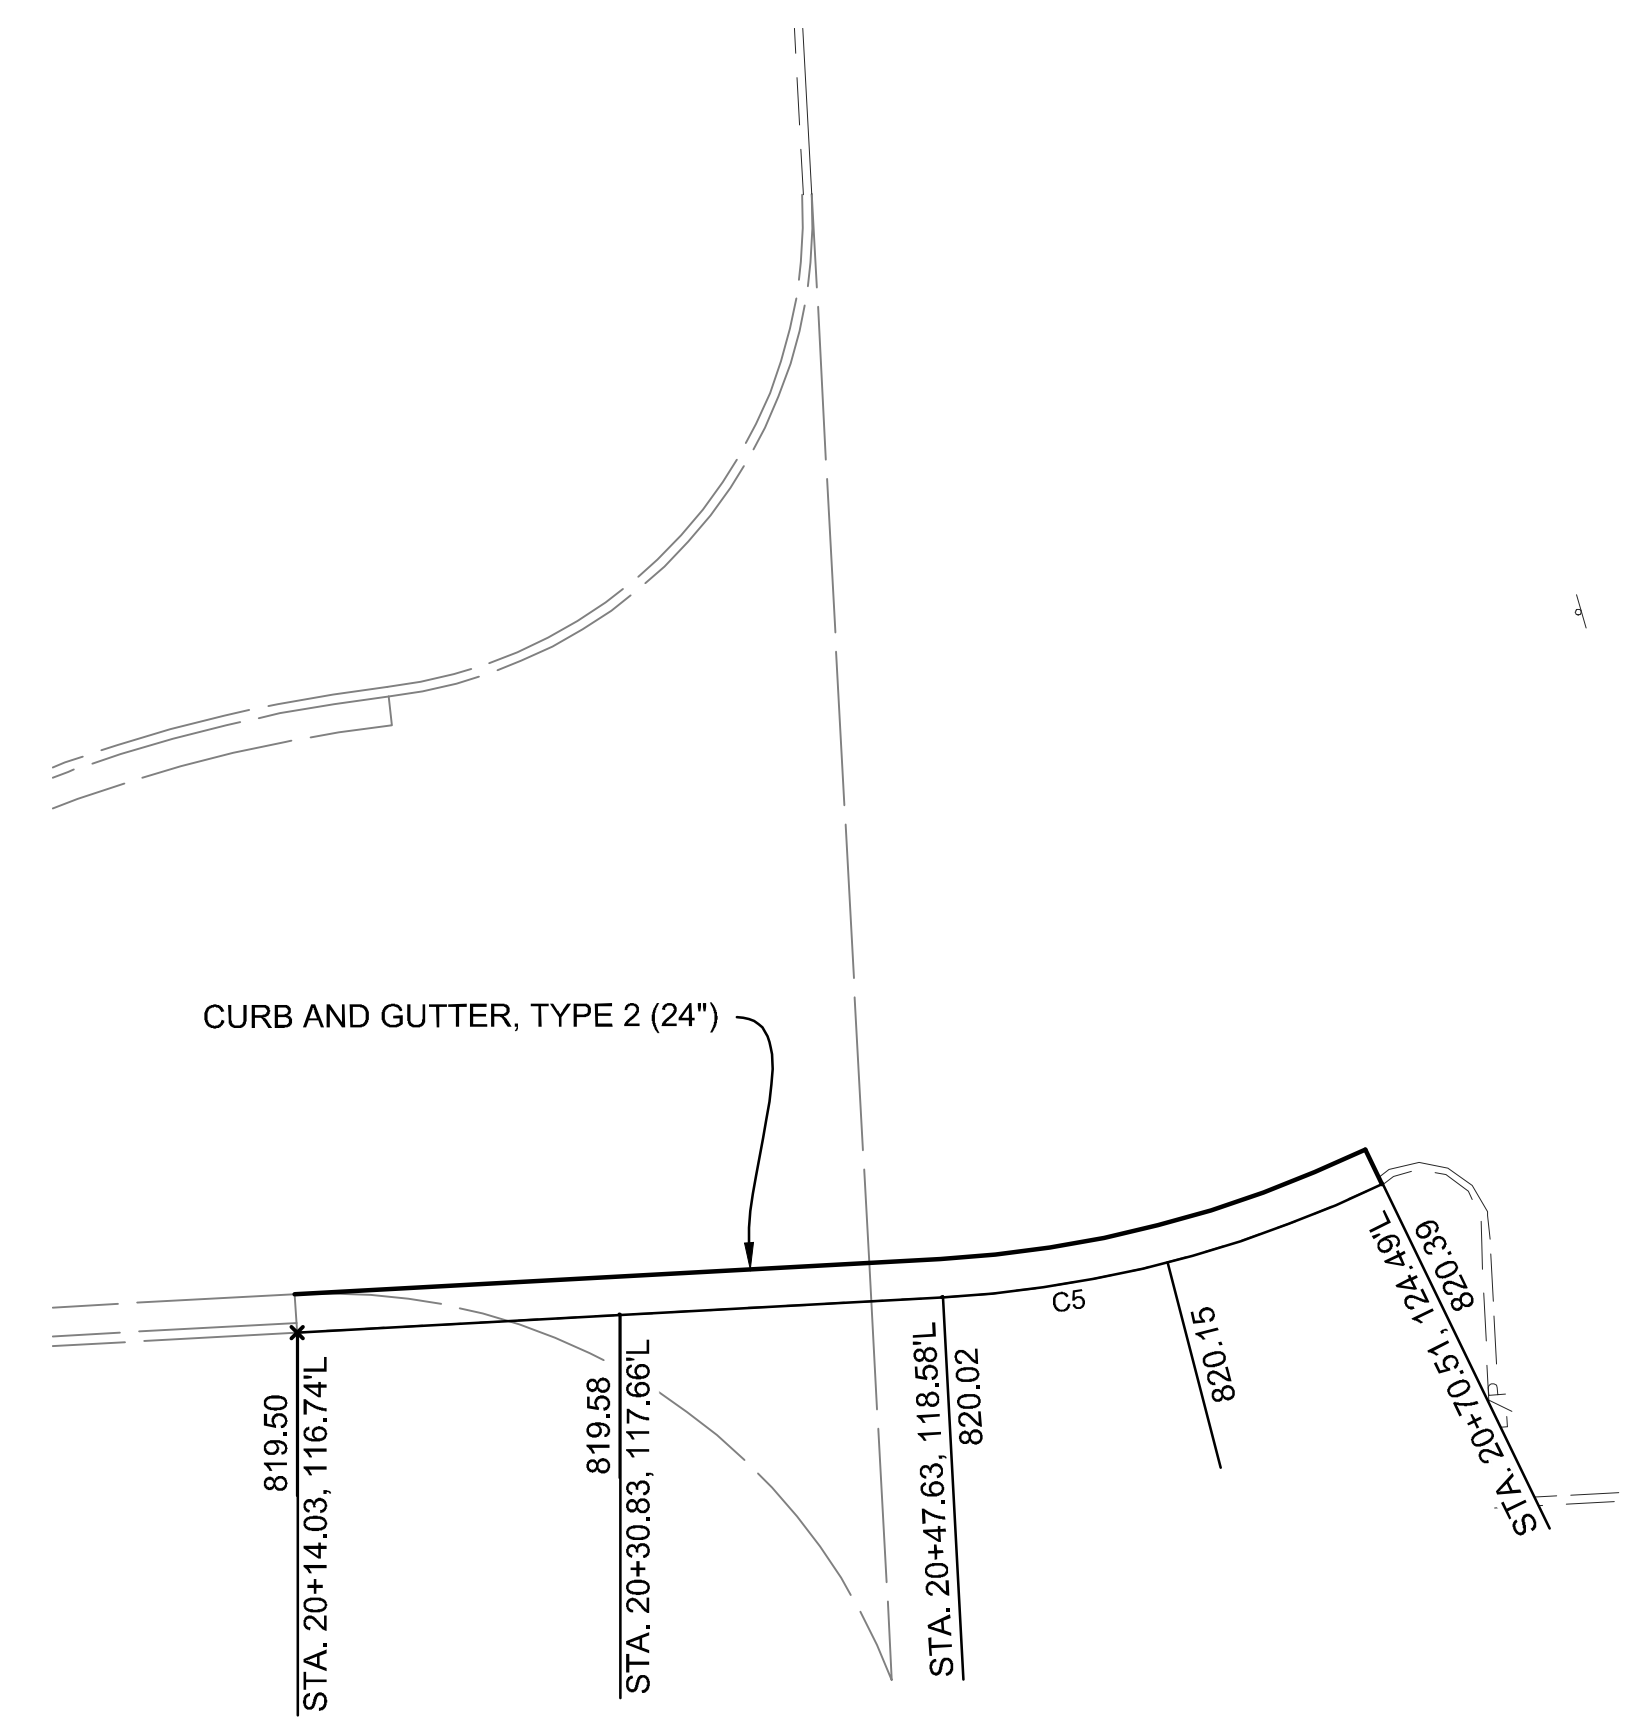 CURB AND GUTTER, TYPE 2 (24")
819.50
STA. 20+14.03, 116.74'L
819.58
STA. 20+30.83, 117.66'L
STA. 20+47.63, 118.58'L
820.02
C5
820.15
STA. 20+70.51, 124.49'L
820.39